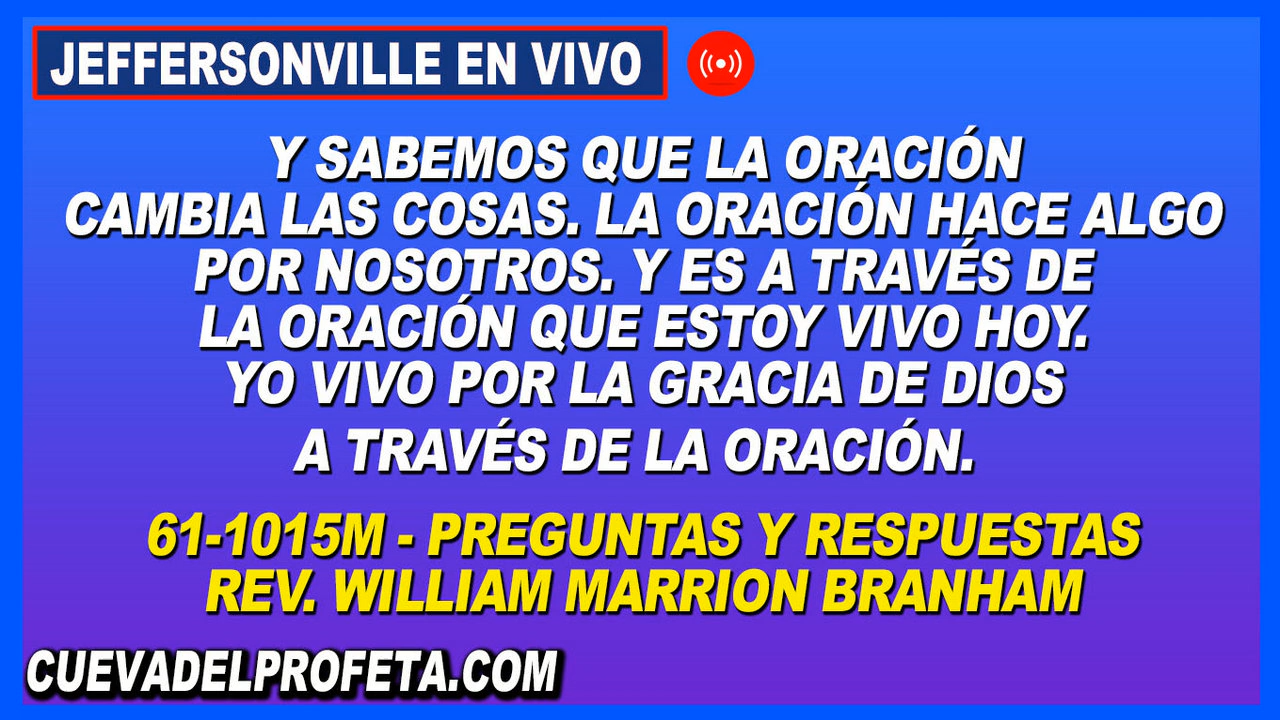 JEFFERSONVILLE EN VIVO
Y SABEMOS QUE LA ORACIÓN
CAMBIA LAS COSAS. LA ORACIÓN HACE ALGO
POR NOSOTROS. Y ES A TRAVÉS DE
LA ORACIÓN QUE ESTOY VIVO HOY.
YO VIVO POR LA GRACIA DE DIOS
A TRAVÉS DE LA ORACIÓN.
61-1015M - PREGUNTAS Y RESPUESTAS
REV. WILLIAM MARRION BRANHAM
CUEVADELPROFETA.COM